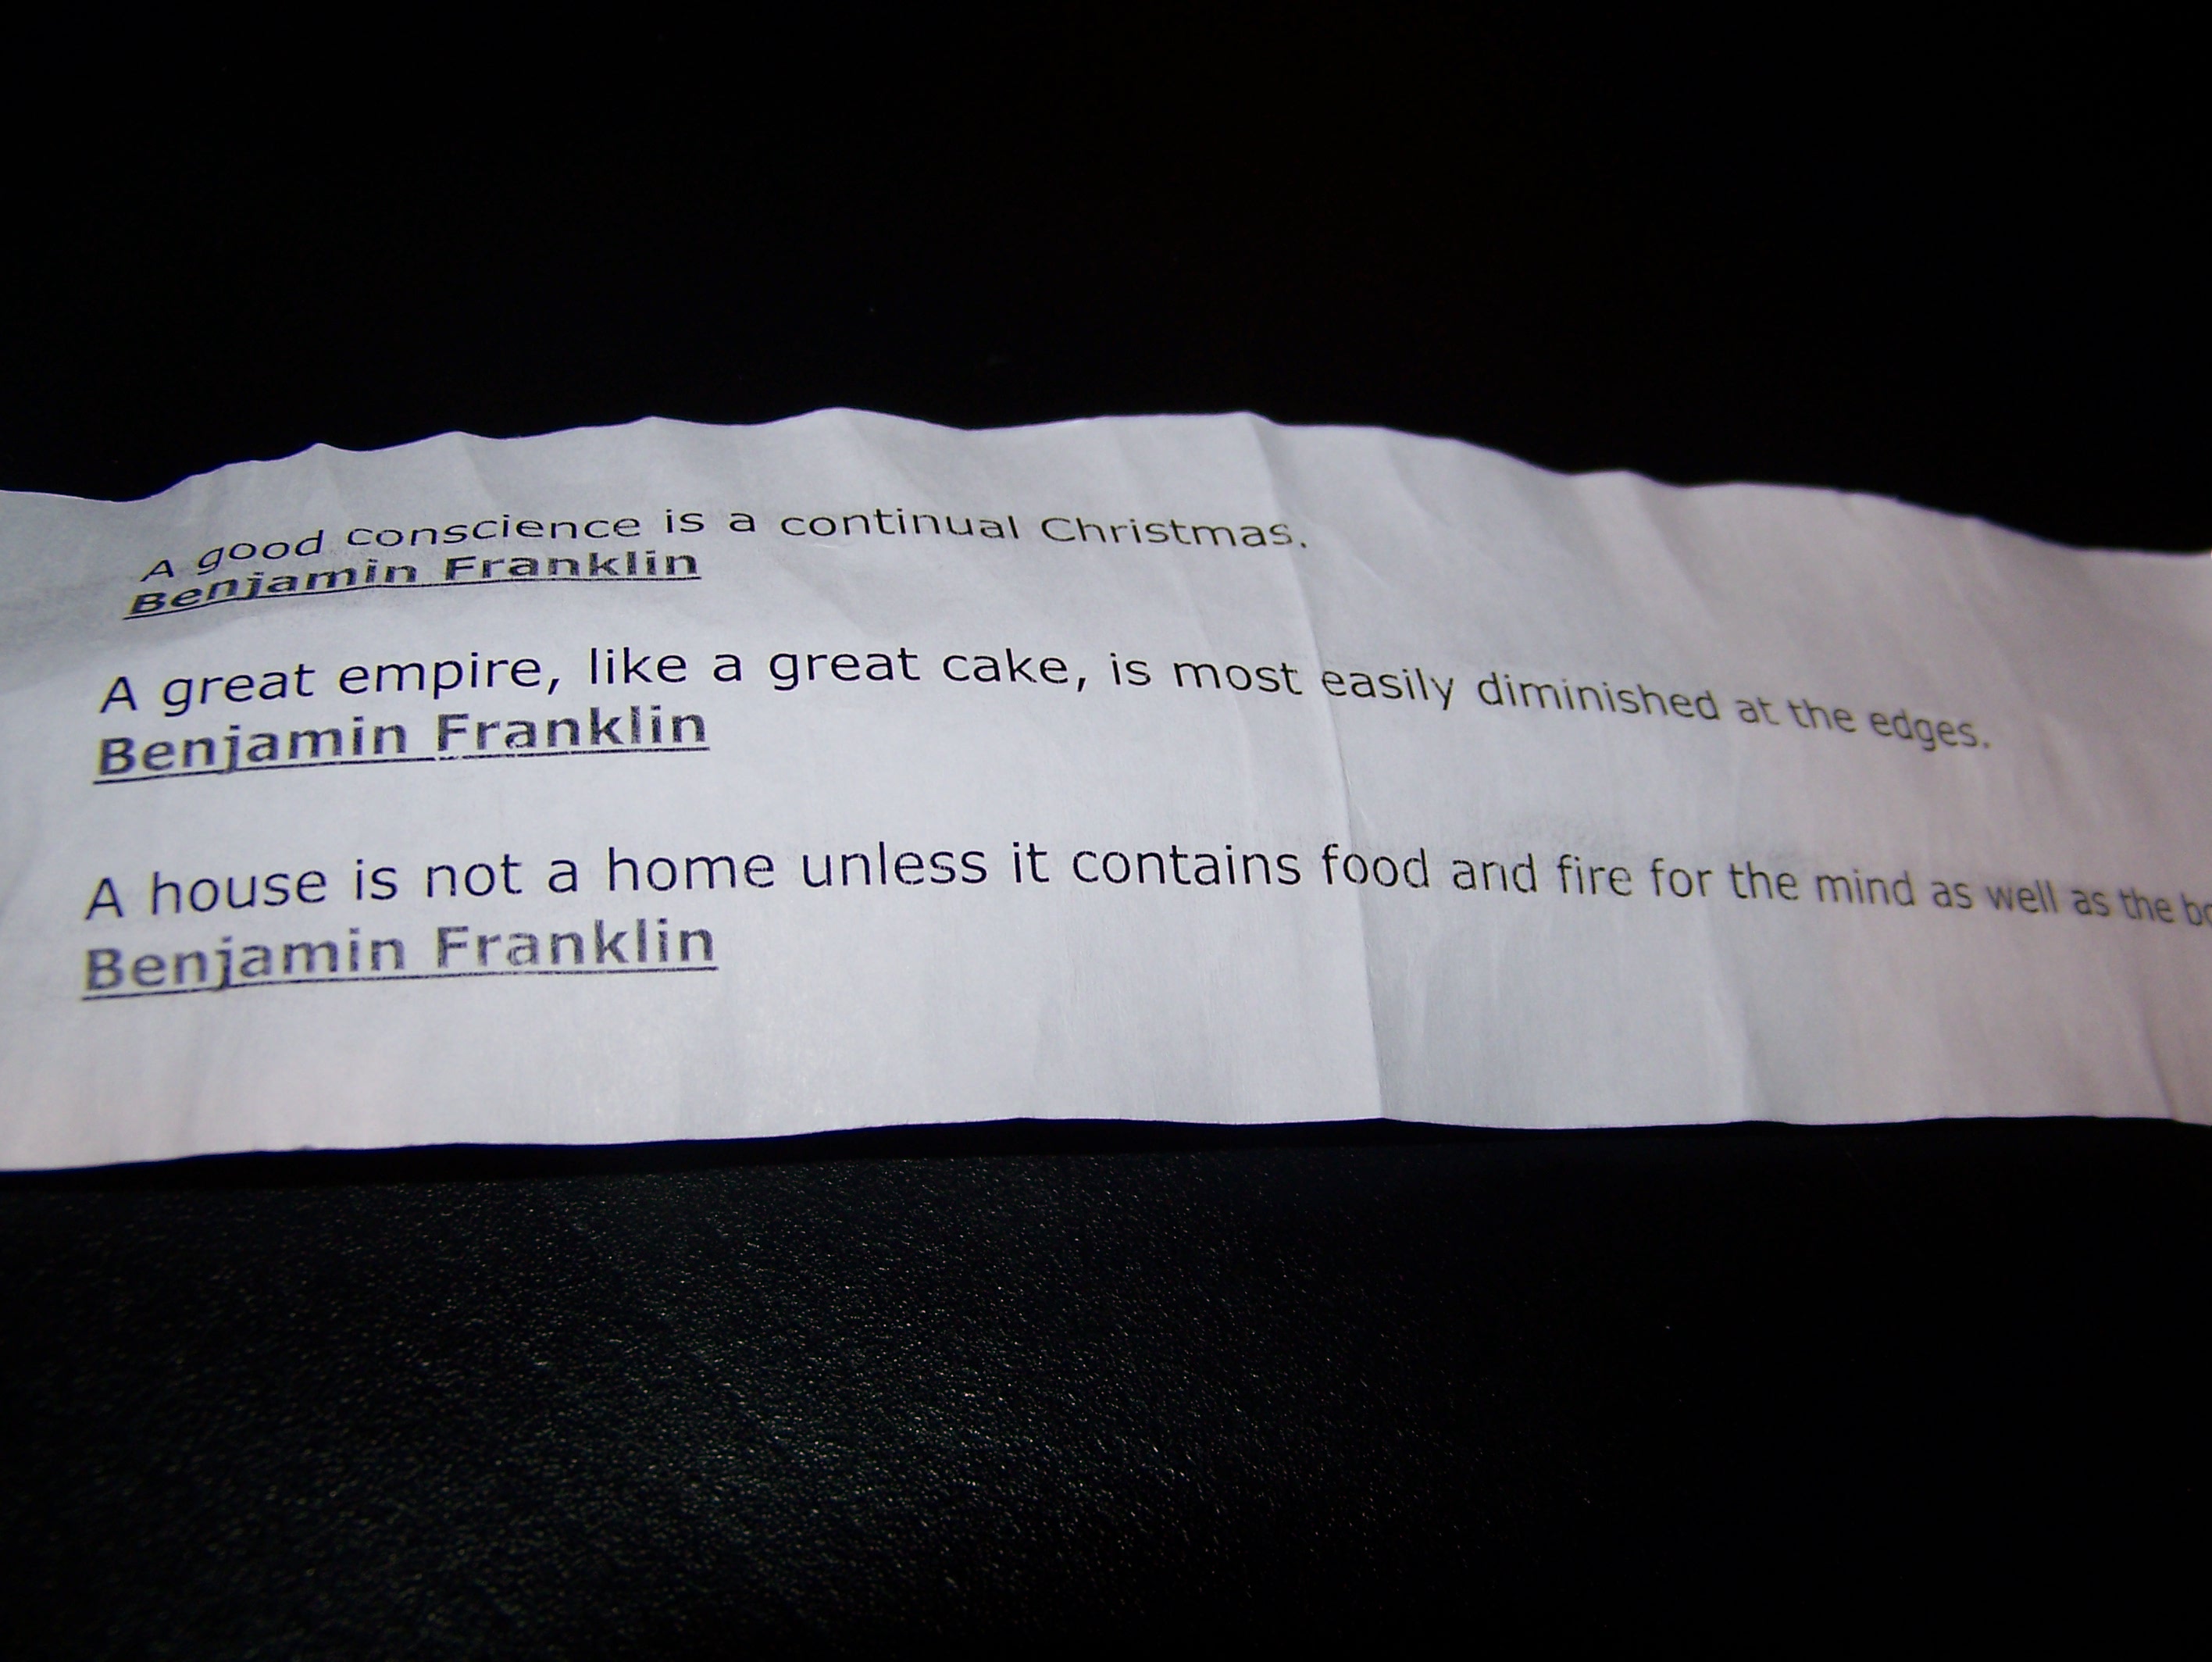 A good conscience is a continual Christmas.
Benjamin Franklin
A great empire, like a great cake, is most easily diminished at the edges.
Benjamin Franklin
A house is not a home unless it contains food and fire for the mind as well as the
Benjamin Franklin